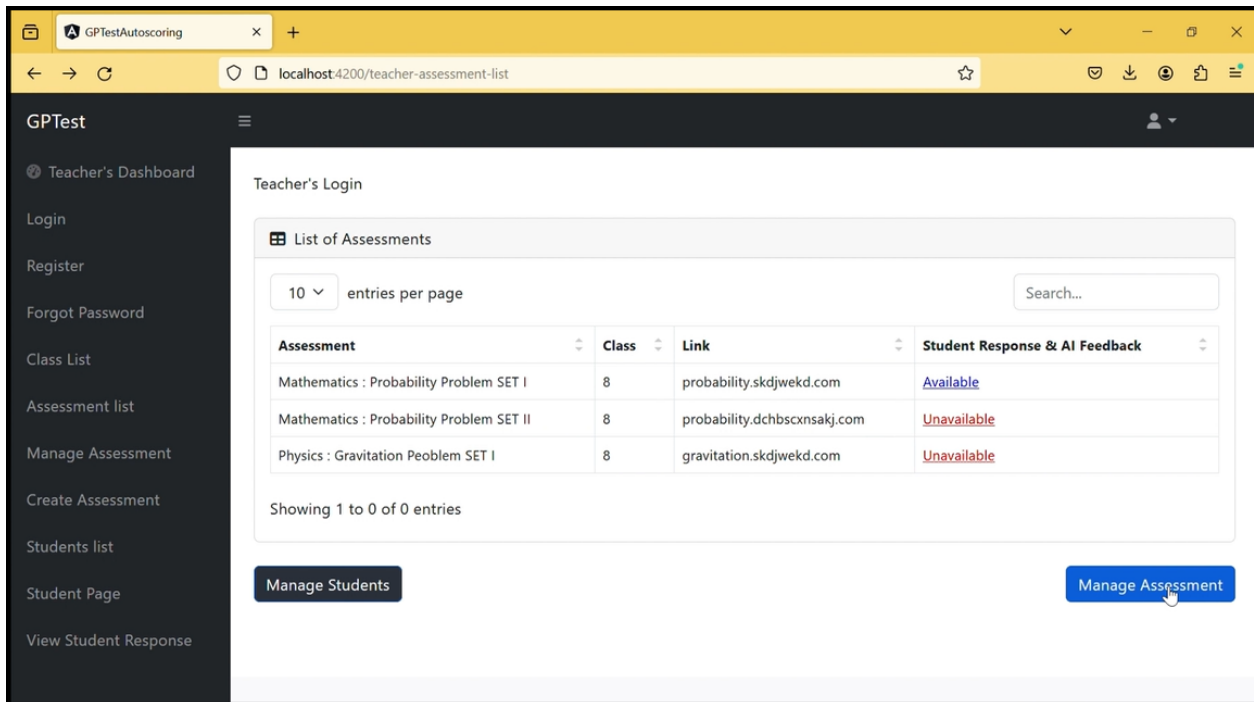 GPTestAutoscoring
localhost:4200/teacher-assessment-list
GPTest
Teacher's Dashboard
Login
Register
Forgot Password
Class List
Assessment list
Manage Assessment
Create Assessment
Students list
Student Page
View Student Response
Teacher's Login
List of Assessments
10 entries per page
Search...
Assessment Class Link Student Response & AI Feedback
Mathematics : Probability Problem SET I 8 probability.skdjwekd.com Available
Mathematics : Probability Problem SET II 8 probability.dchbscxnsakj.com Unavailable
Physics : Gravitation Peoblem SET I 8 gravitation.skdjwekd.com Unavailable
Showing 1 to 0 of 0 entries
Manage Students
Manage Assessment